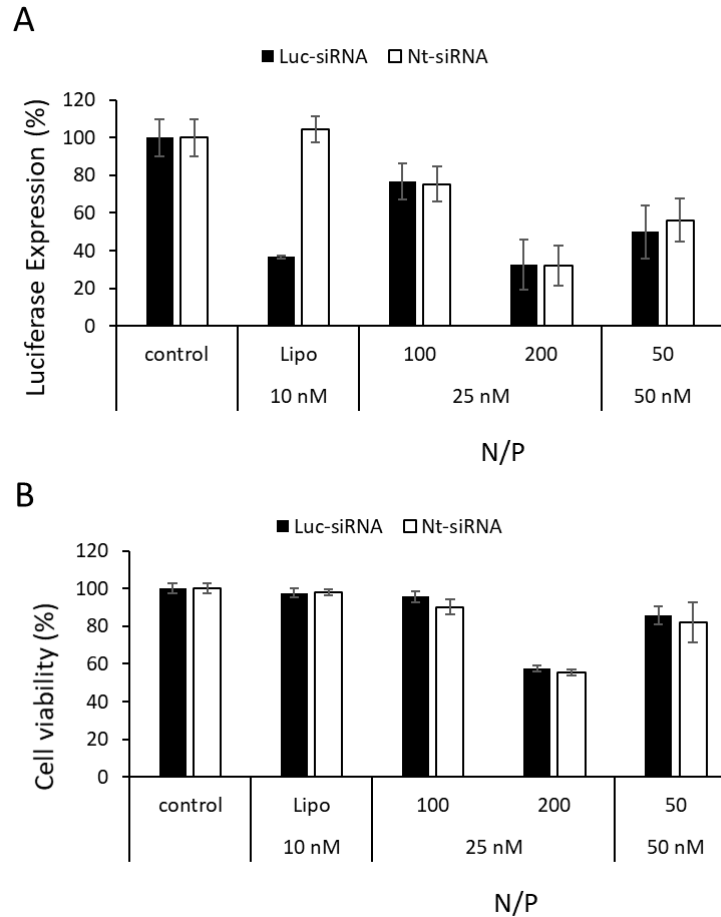 A
Luc-siRNA Nt-siRNA
Luciferase Expression (%)
120
100
80
60
40
20
0
control Lipo 100 200 50
10 nM 25 nM 50 nM
N/P
B
Luc-siRNA Nt-siRNA
Cell viability (%)
120
100
80
60
40
20
0
control Lipo 100 200 50
10 nM 25 nM 50 nM
N/P